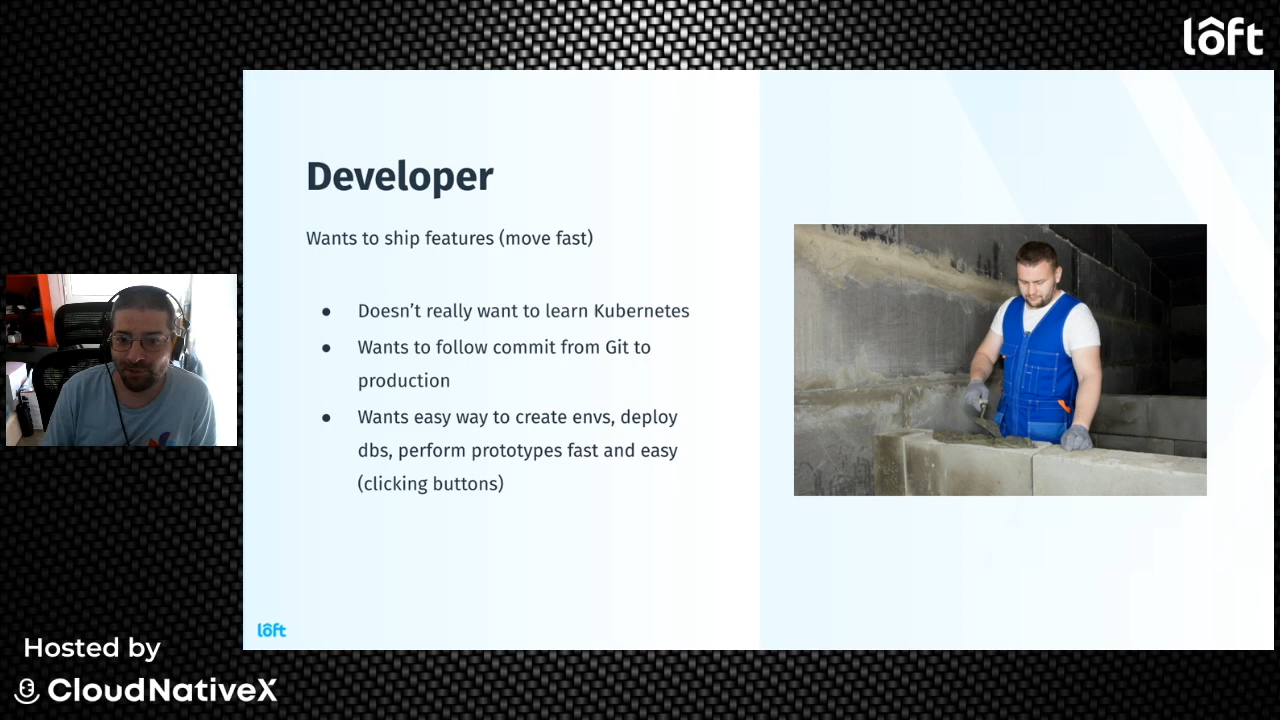 lôft
Developer
Wants to ship features (move fast)
● Doesn’t really want to learn Kubernetes
● Wants to follow commit from Git to
production
● Wants easy way to create envs, deploy
dbs, perform prototypes fast and easy
(clicking buttons)
lôft
Hosted by
CloudNativeX